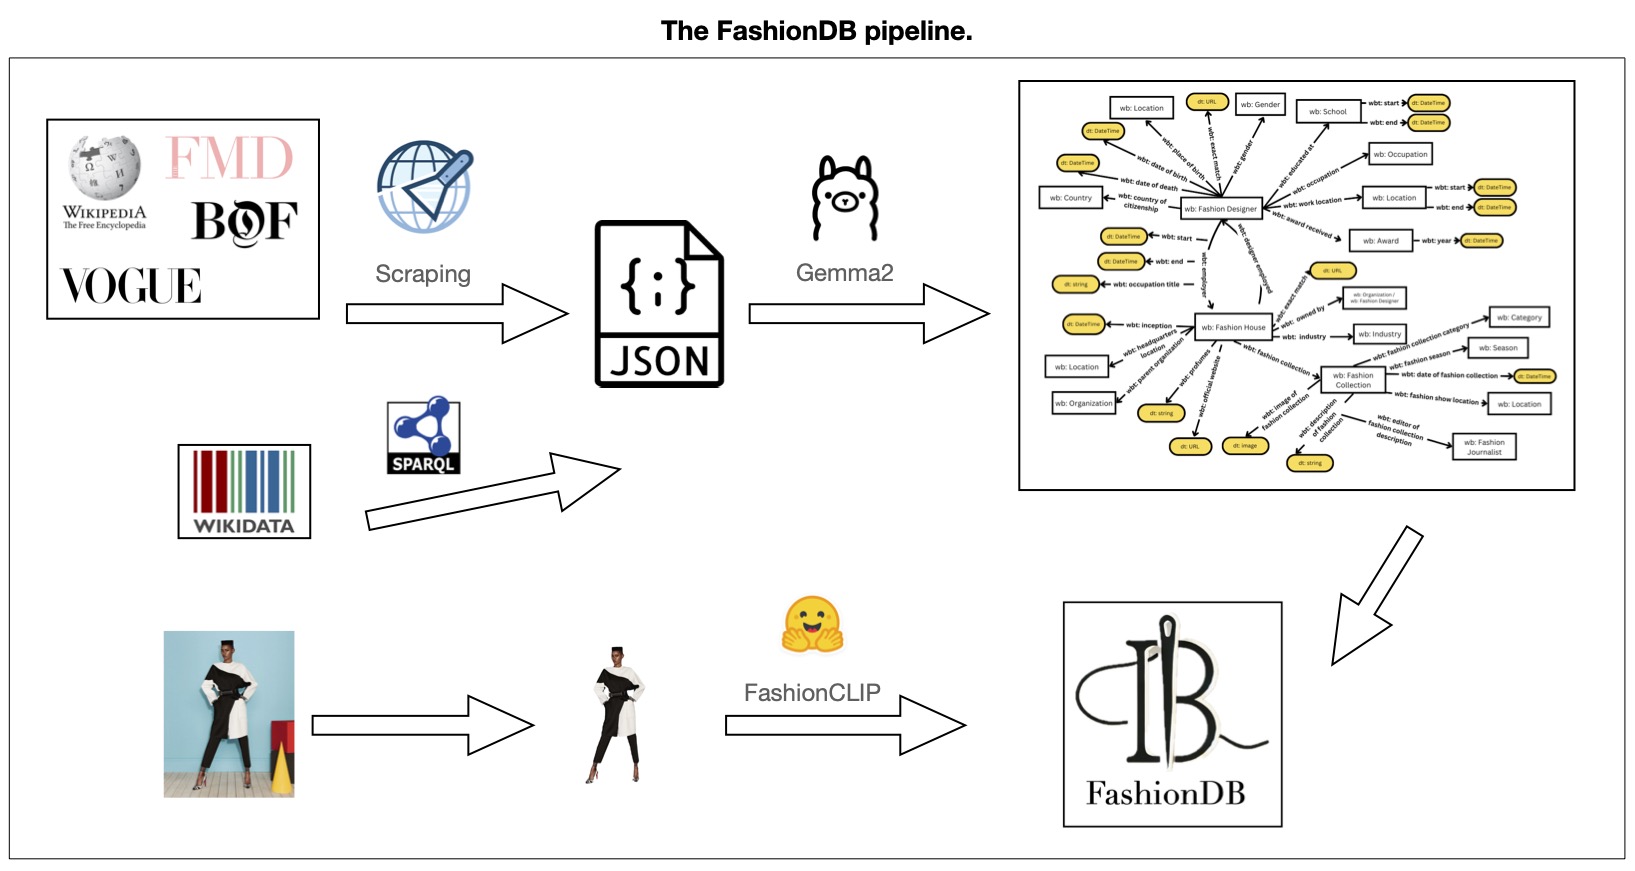 The FashionDB pipeline.
WIKIPEDIA
The Free Encyclopedia
FMD
BOF
VOGUE
Scraping
{;}
JSON
Gemma2
SPARQL
WIKIDATA
wb: Location
dt: URL
wb: Gender
wb: School
wbt: start
dt: DateTime
wbt: end
dt: DateTime
dt: DateTime
wbt: place of birth
wbt: exact match
wbt: gender
wbt: educated at
wb: Occupation
wbt: occupation
dt: DateTime
wbt: date of birth
wbt: date of death
wb: Country
wbt: country of
citizenship
wb: Fashion Designer
wbt: work location
wb: Location
wbt: start
dt: DateTime
wbt: end
dt: DateTime
wbt: award received
wb: Award
wbt: year
dt: DateTime
dt: DateTime
wbt: start
dt: DateTime
wbt: end
dt: string
wbt: occupation title
wbt: employer
wbt: designer employed
wbt: exact match
dt: URL
wbt: owned by
wb: Organization /
wb: Fashion Designer
dt: DateTime
wbt: inception
wb: Fashion House
wbt: industry
wb: Industry
wbt: headquarters
location
wb: Location
wbt: parent organization
wb: Organization
wbt: profumes
dt: string
wbt: official website
dt: URL
wbt: fashion collection
wb: Fashion
Collection
wbt: fashion collection category
wb: Category
wbt: fashion season
wb: Season
wbt: date of fashion collection
dt: DateTime
wbt: fashion show location
wb: Location
wbt: image of
fashion collection
dt: image
wbt: description
of fashion
collection
dt: string
wbt: editor of
fashion collection
description
wb: Fashion
Journalist
FashionCLIP
FashionDB